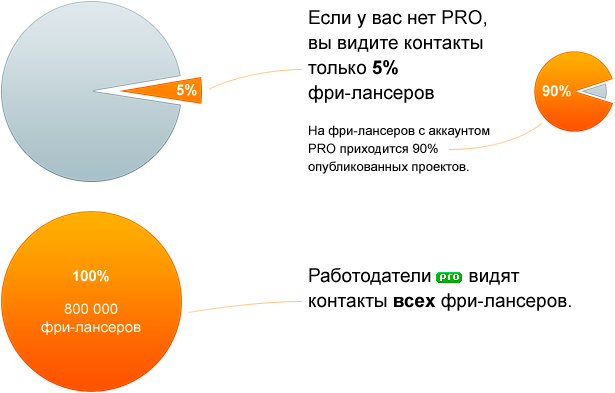 Если у вас нет PRO,
вы видите контакты
только 5%
фри-лансеров
5%
90%
На фри-лансеров с аккаунтом
PRO приходится 90%
опубликованных проектов.
100%
800 000
фри-лансеров
Работодатели pro видят
контакты всех фри-лансеров.